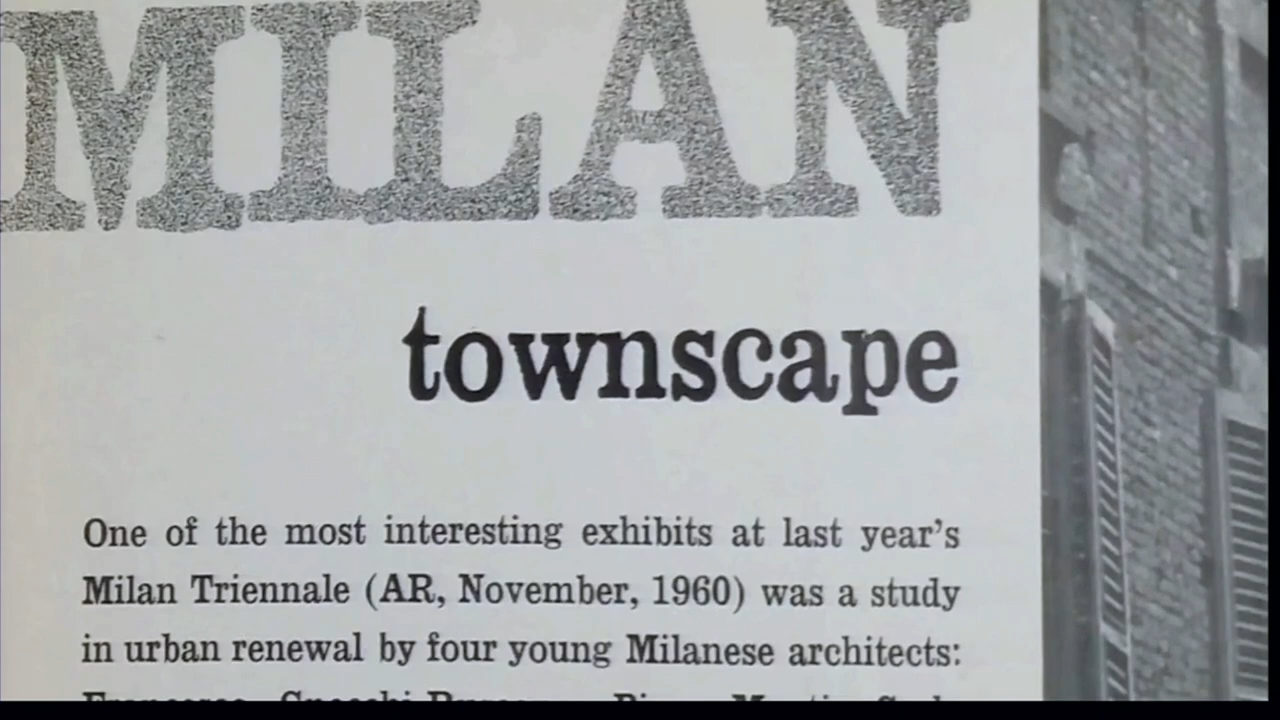 MILAN
townscape
One of the most interesting exhibits at last year's
Milan Triennale (AR, November, 1960) was a study
in urban renewal by four young Milanese architects: